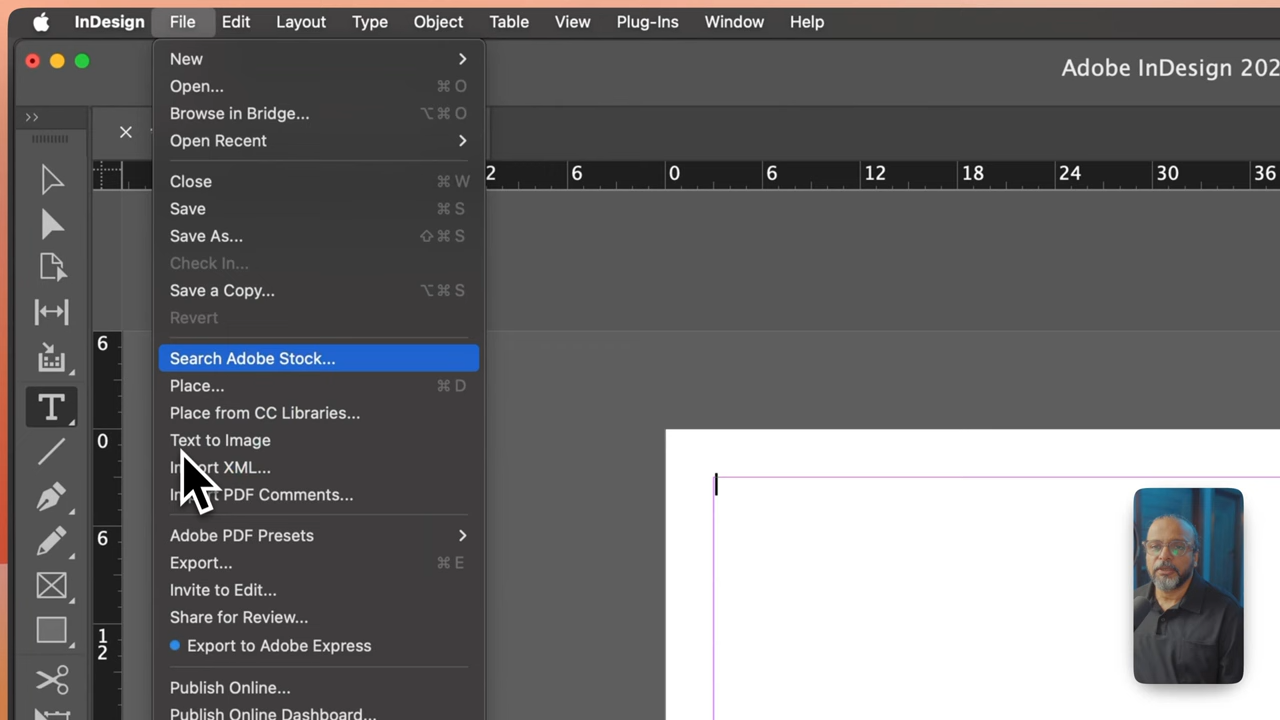 InDesign File Edit Layout Type Object Table View Plug-Ins Window Help
Adobe InDesign 202
New
Open... ⌘ O
Browse in Bridge... ⌥⌘ O
Open Recent
Close ⌘ W
Save ⌘ S
Save As... ⇧⌘ S
Check In...
Save a Copy... ⌥⌘ S
Revert
Search Adobe Stock...
Place... ⌘ D
Place from CC Libraries...
Text to Image
Import XML...
Import PDF Comments...
Adobe PDF Presets
Export... ⌘ E
Invite to Edit...
Share for Review...
Export to Adobe Express
Publish Online...
Publish Online Dashboard...
2 6 0 6 12 18 24 30 36
6
0
6
1
2